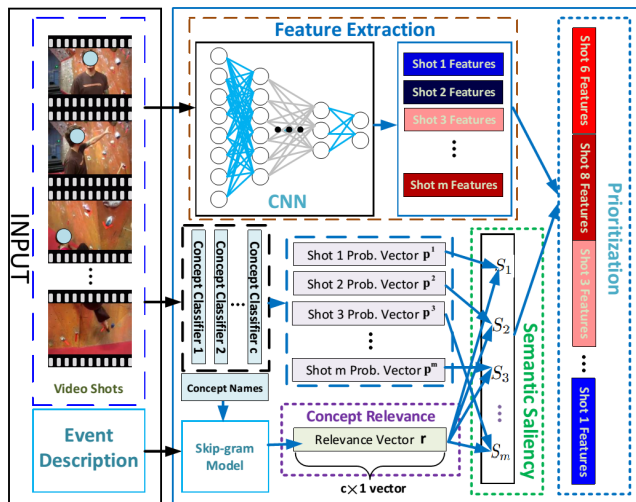 INPUT
Video Shots
Event
Description
Feature Extraction
CNN
Shot 1 Features
Shot 2 Features
Shot 3 Features
Shot m Features
Concept Classifier 1
Concept Classifier 2
Concept Classifier c
Concept Names
Skip-gram
Model
Shot 1 Prob. Vector p¹
Shot 2 Prob. Vector p²
Shot 3 Prob. Vector p³
Shot m Prob. Vector pᵐ
Concept Relevance
Relevance Vector r
c×1 vector
S₁
S₂
S₃
Sₘ
Semantic Saliency
Shot 6 Features
Shot 8 Features
Shot 3 Features
Shot 1 Features
Prioritization